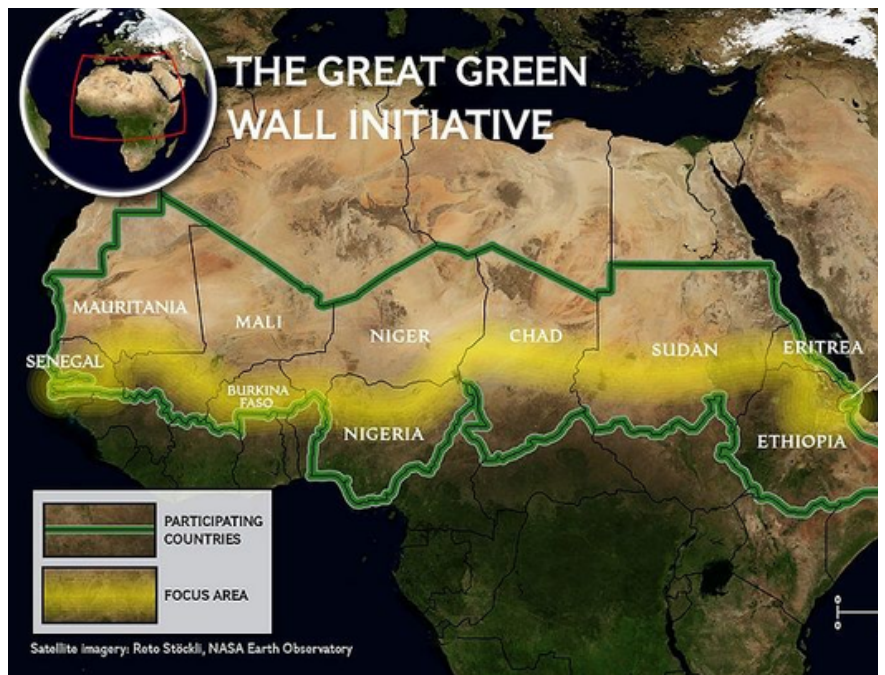 THE GREAT GREEN
WALL INITIATIVE
MAURITANIA
MALI
NIGER
CHAD
SUDAN
ERITREA
SENEGAL
BURKINA
FASO
NIGERIA
ETHIOPIA
PARTICIPATING
COUNTRIES
FOCUS AREA
Satellite imagery: Reto Stöckli, NASA Earth Observatory